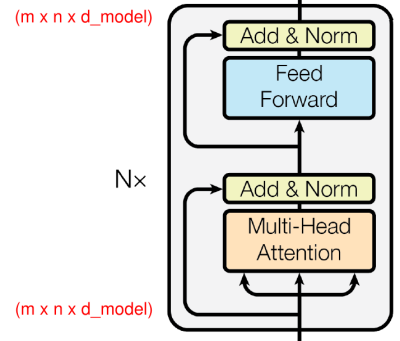 (m x n x d_model)
Add & Norm
Feed
Forward
N×
Add & Norm
Multi-Head
Attention
(m x n x d_model)